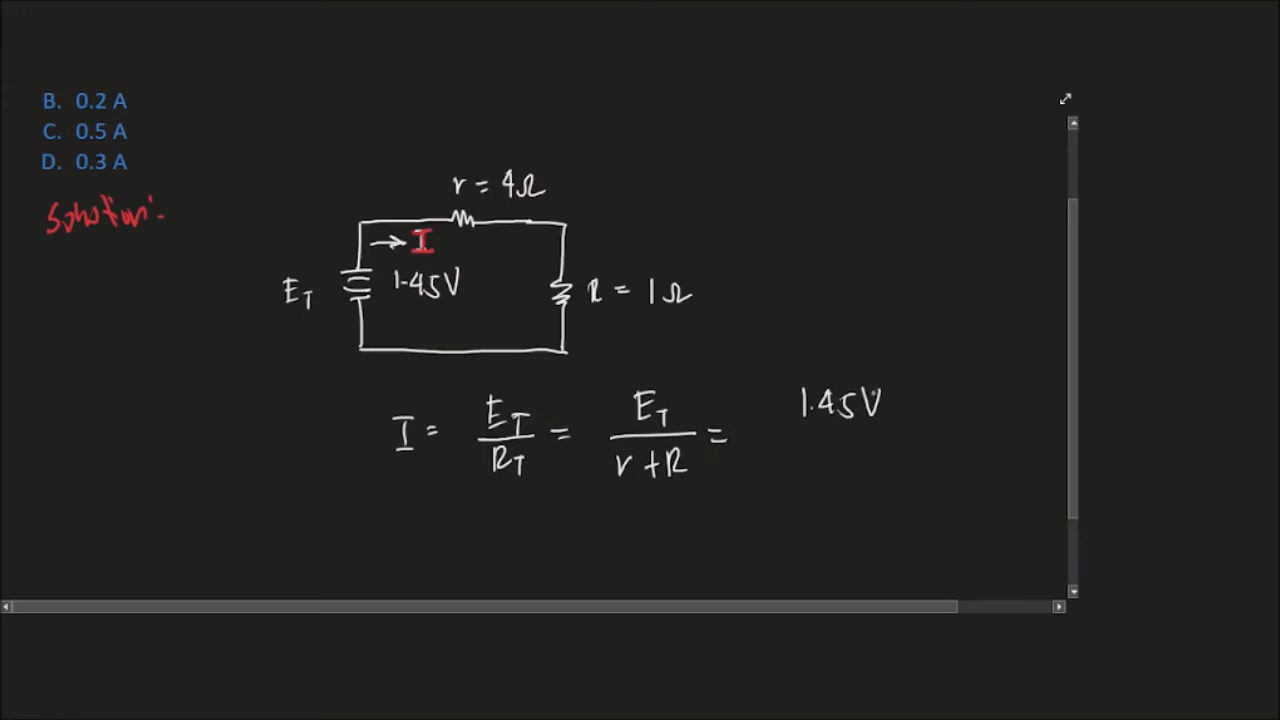 B. 0.2 A
C. 0.5 A
D. 0.3 A
Solution:
r = 4Ω
I
1.45V
E_T
R = 1Ω
I = E_T / R_T = E_T / r + R = 1.45V